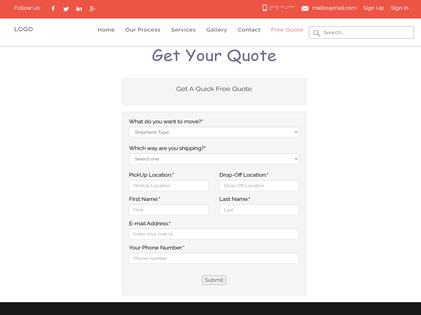 Follow Us :
mailto@mail.com Sign Up Sign In
LOGO
Home Our Process Services Gallery Contact Free Quote Search..
Get Your Quote
Get A Quick Free Quote
What do you want to move?*
Shipment Type
Which way are you shipping?*
Select one
PickUp Location:* Drop-Off Location:*
PickUp Location Drop-Off Location
First Name:* Last Name:*
First Last
E-mail Address:*
Enter Your mail id
Your Phone Number:*
Phone number
Submit